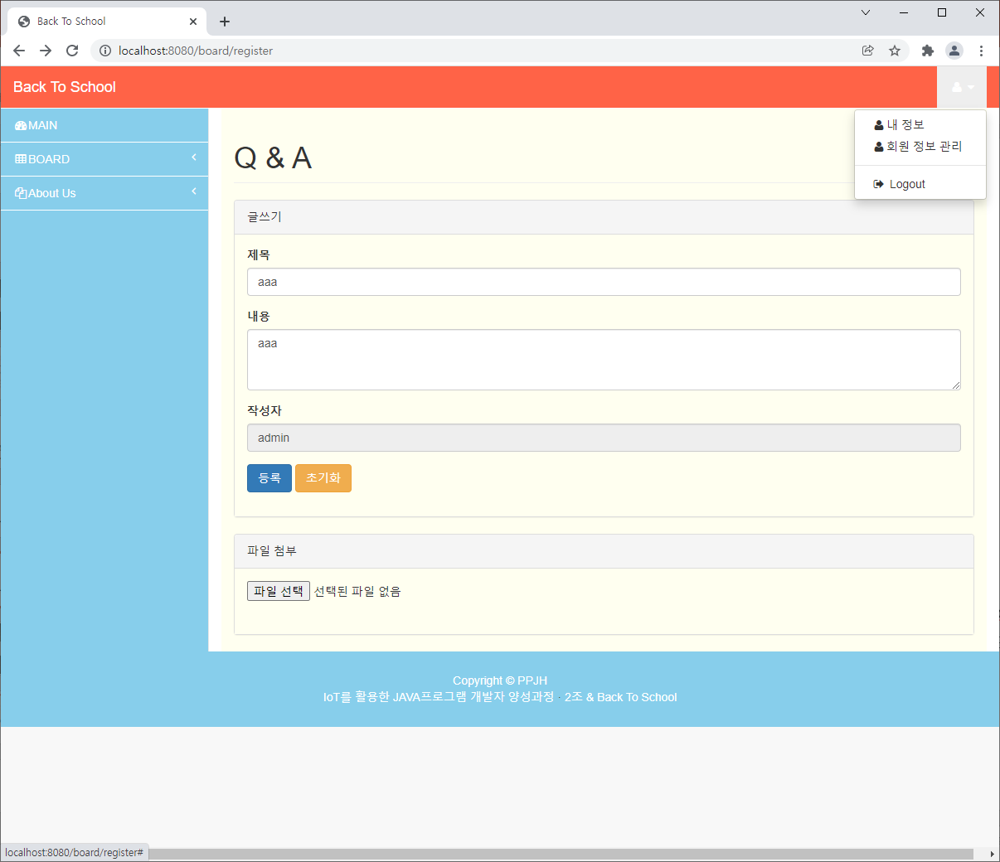 Back To School
localhost:8080/board/register
Back To School
MAIN
BOARD
About Us
내 정보
회원 정보 관리
Logout
Q & A
글쓰기
제목
aaa
내용
aaa
작성자
admin
등록 초기화
파일 첨부
파일 선택 선택된 파일 없음
Copyright © PPJH
IoT를 활용한 JAVA프로그램 개발자 양성과정 · 2조 & Back To School
localhost:8080/board/register#